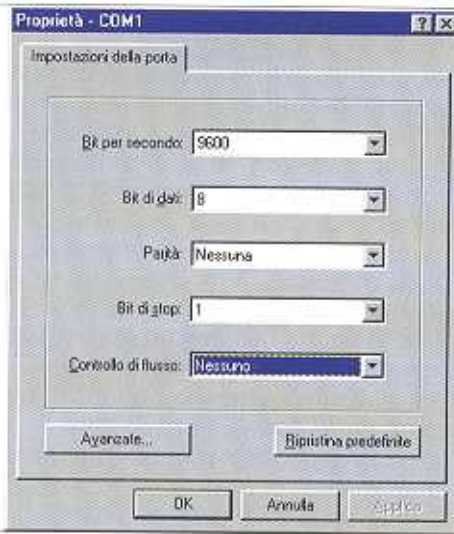 Proprietà - COM1
Impostazioni della porta
Bit per secondo: 9600
Bit di dati: 8
Parità: Nessuna
Bit di stop: 1
Controllo di flusso: Nessuno
Avanzate... Ripristina predefinite
OK Annulla Applica